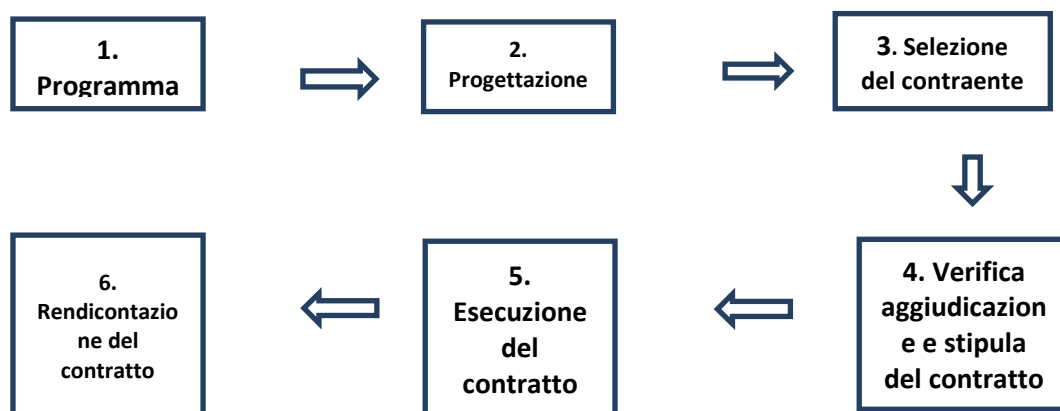 1.
Programma
2.
Progettazione
3. Selezione
del contraente
4. Verifica
aggiudicazion
e e stipula
del contratto
5.
Esecuzione
del
contratto
6.
Rendicontazio
ne del
contratto